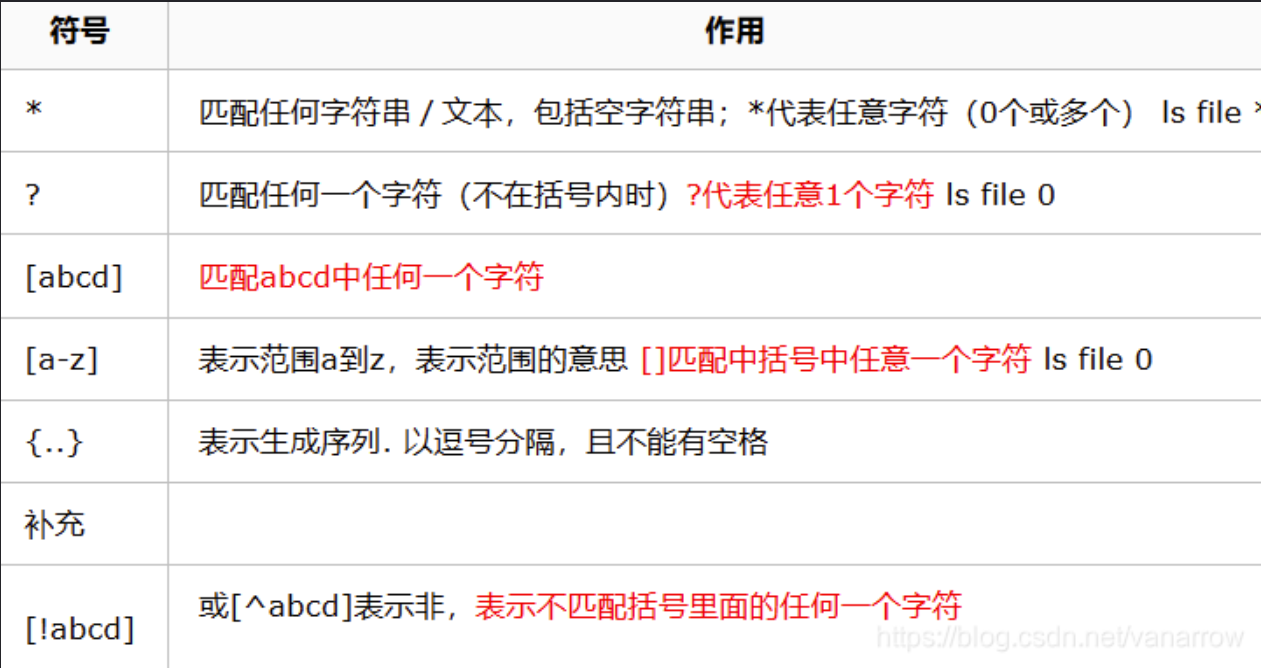 符号 作用
* 匹配任何字符串 / 文本，包括空字符串；*代表任意字符（0个或多个） ls file *
? 匹配任何一个字符（不在括号内时）?代表任意1个字符 ls file 0
[abcd] 匹配abcd中任何一个字符
[a-z] 表示范围a到z，表示范围的意思 []匹配中括号中任意一个字符 ls file 0
{..} 表示生成序列. 以逗号分隔，且不能有空格
补充
[!abcd] 或[^abcd]表示非，表示不匹配括号里面的任何一个字符
https://blog.csdn.net/vanarrow